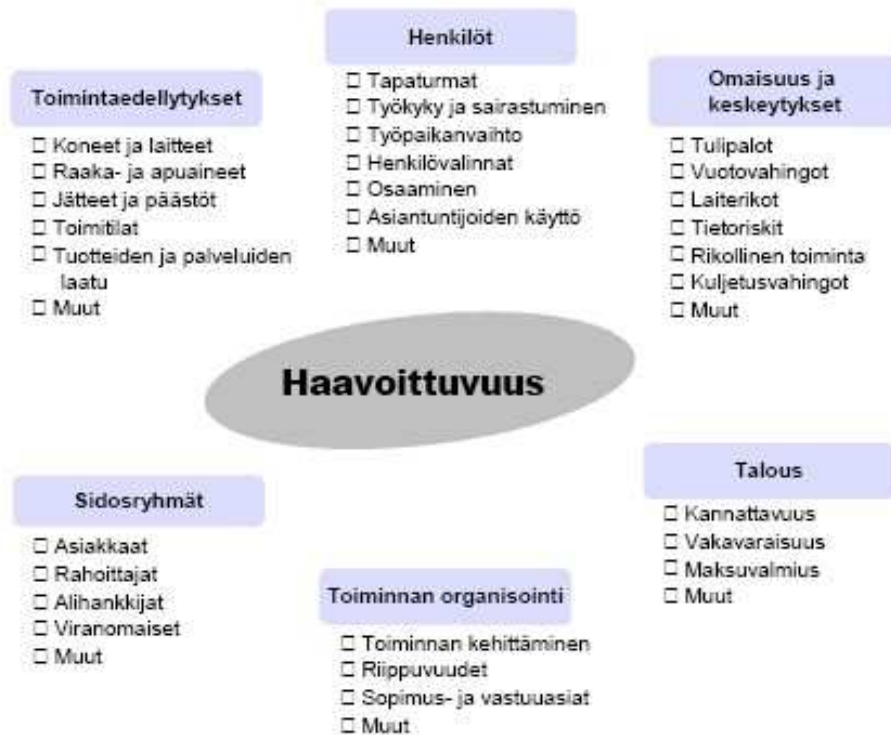 Henkilöt
☐ Tapaturmat
☐ Työkyky ja sairastuminen
☐ Työpaikanvaihto
☐ Henkilövalinnat
☐ Osaaminen
☐ Asiantuntijoiden käyttö
☐ Muut
Toimintaedellytykset
☐ Koneet ja laitteet
☐ Raaka- ja apuaineet
☐ Jätteet ja päästöt
☐ Toimitilat
☐ Tuotteiden ja palveluiden
laatu
☐ Muut
Omaisuus ja
keskeytykset
☐ Tulipalot
☐ Vuotovahingot
☐ Laiterikot
☐ Tietoriskit
☐ Rikollinen toiminta
☐ Kuljetusvahingot
☐ Muut
Haavoittuvuus
Sidosryhmät
☐ Asiakkaat
☐ Rahoittajat
☐ Alihankkijat
☐ Viranomaiset
☐ Muut
Toiminnan organisointi
☐ Toiminnan kehittäminen
☐ Riippuvuudet
☐ Sopimus- ja vastuuasiat
☐ Muut
Talous
☐ Kannattavuus
☐ Vakavaraisuus
☐ Maksuvalmius
☐ Muut